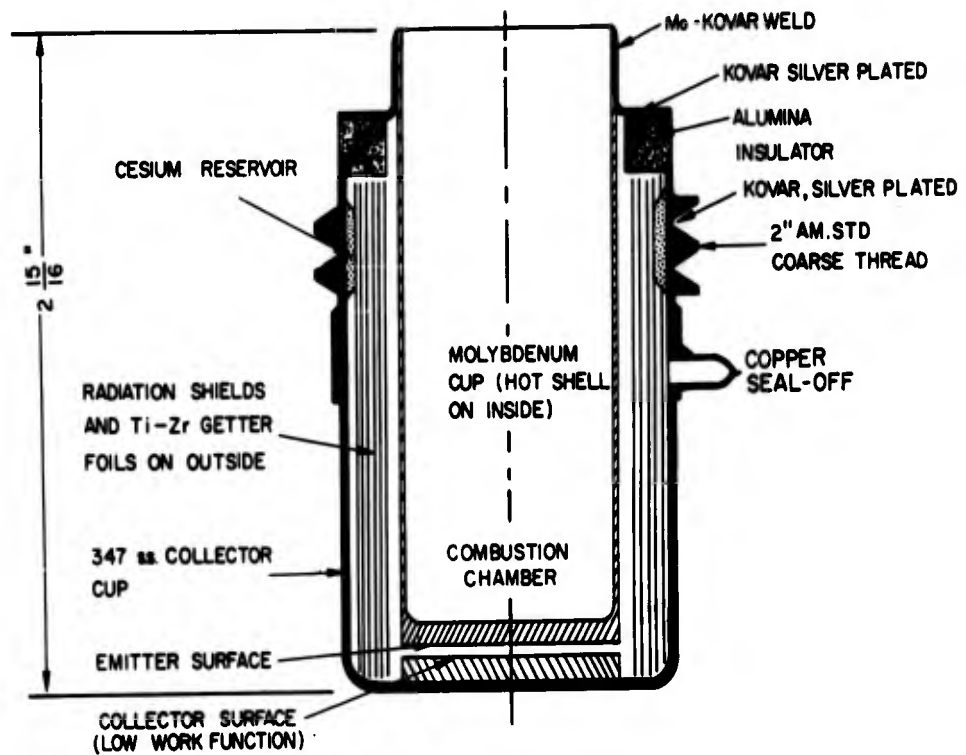 Mo-KOVAR WELD
KOVAR SILVER PLATED
ALUMINA
INSULATOR
CESIUM RESERVOIR
KOVAR, SILVER PLATED
2" AM. STD
COARSE THREAD
2 15/16"
MOLYBDENUM
CUP (HOT SHELL
ON INSIDE)
COPPER
SEAL-OFF
RADIATION SHIELDS
AND Ti-Zr GETTER
FOILS ON OUTSIDE
347 ss. COLLECTOR
CUP
COMBUSTION
CHAMBER
EMITTER SURFACE
COLLECTOR SURFACE
(LOW WORK FUNCTION)